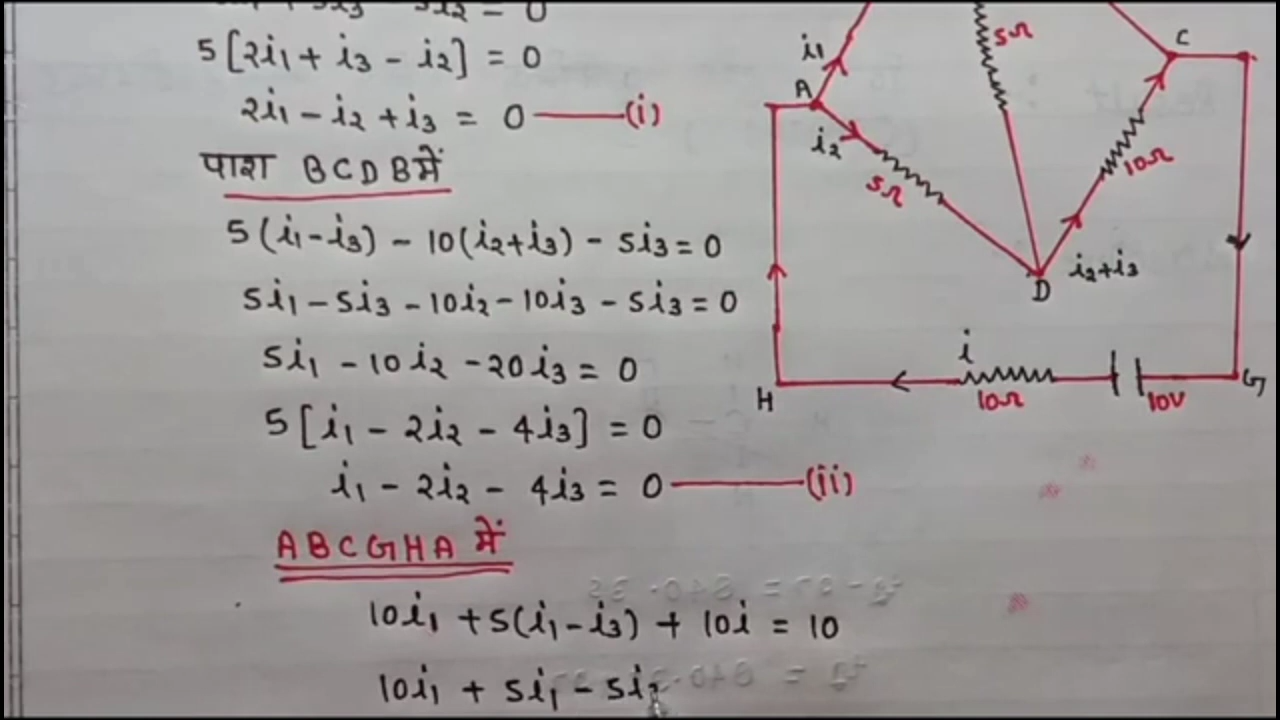 5[2i₁ + i₃ - i₂] = 0
2i₁ - i₂ + i₃ = 0 ——(i)
पाश BCDB में
5(i₁-i₃) - 10(i₂+i₃) - 5i₃ = 0
5i₁ - 5i₃ - 10i₂ - 10i₃ - 5i₃ = 0
5i₁ - 10i₂ - 20i₃ = 0
5[i₁ - 2i₂ - 4i₃] = 0
i₁ - 2i₂ - 4i₃ = 0 ——(ii)
ABCGHA में
10i₁ + 5(i₁-i₃) + 10i = 10
10i₁ + 5i₁ - 5i
5Ω
C
i₁
A
i₂
5Ω
10Ω
i₂+i₃
D
i
H
10Ω
10V
G